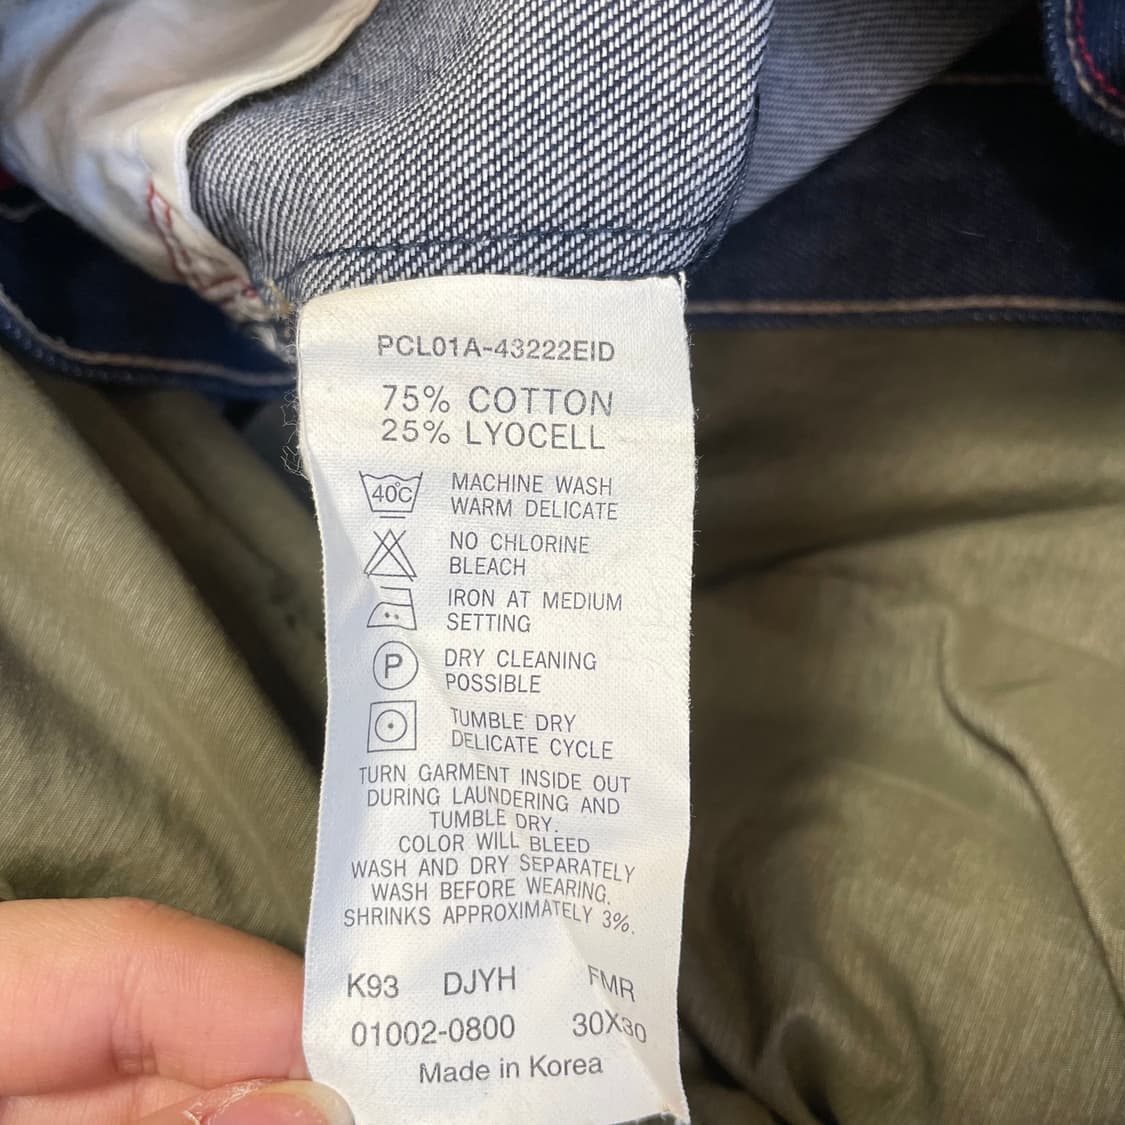 PCL01A-43222EID
75% COTTON
25% LYOCELL
40°C MACHINE WASH
WARM DELICATE
NO CHLORINE
BLEACH
IRON AT MEDIUM
SETTING
P DRY CLEANING
POSSIBLE
TUMBLE DRY
DELICATE CYCLE
TURN GARMENT INSIDE OUT
DURING LAUNDERING AND
TUMBLE DRY.
COLOR WILL BLEED
WASH AND DRY SEPARATELY
WASH BEFORE WEARING.
SHRINKS APPROXIMATELY 3%.
K93 DJYH FMR
01002-0800 30X30
Made in Korea